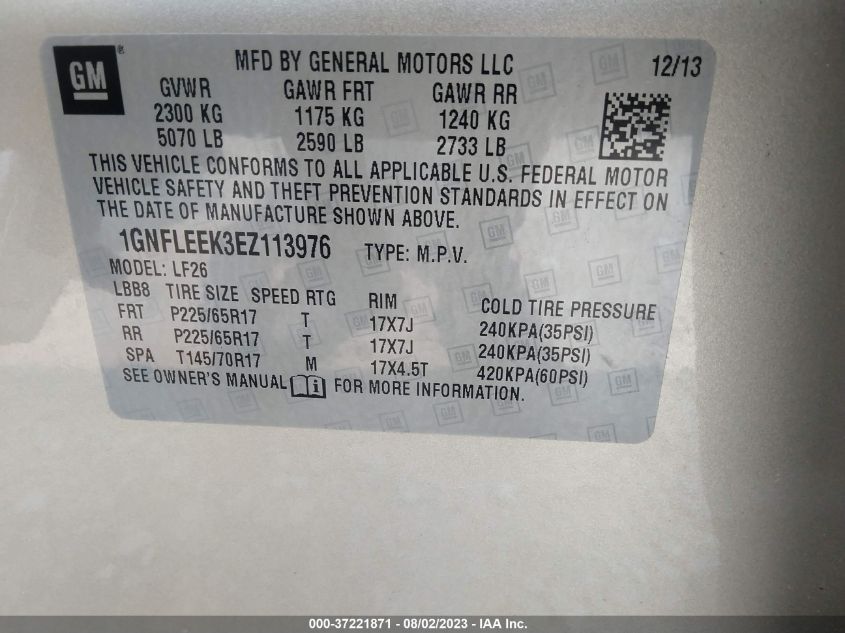 GM ® MFD BY GENERAL MOTORS LLC 12/13
GVWR GAWR FRT GAWR RR
2300 KG 1175 KG 1240 KG
5070 LB 2590 LB 2733 LB
THIS VEHICLE CONFORMS TO ALL APPLICABLE U.S. FEDERAL MOTOR
VEHICLE SAFETY AND THEFT PREVENTION STANDARDS IN EFFECT ON
THE DATE OF MANUFACTURE SHOWN ABOVE.
1GNFLEEK3EZ113976 TYPE: M.P.V.
MODEL: LF26
LBB8 TIRE SIZE SPEED RTG RIM COLD TIRE PRESSURE
FRT P225/65R17 T 17X7J 240KPA(35PSI)
RR P225/65R17 T 17X7J 240KPA(35PSI)
SPA T145/70R17 M 17X4.5T 420KPA(60PSI)
SEE OWNER'S MANUAL i FOR MORE INFORMATION.
000-37221871 - 08/02/2023 - IAA Inc.